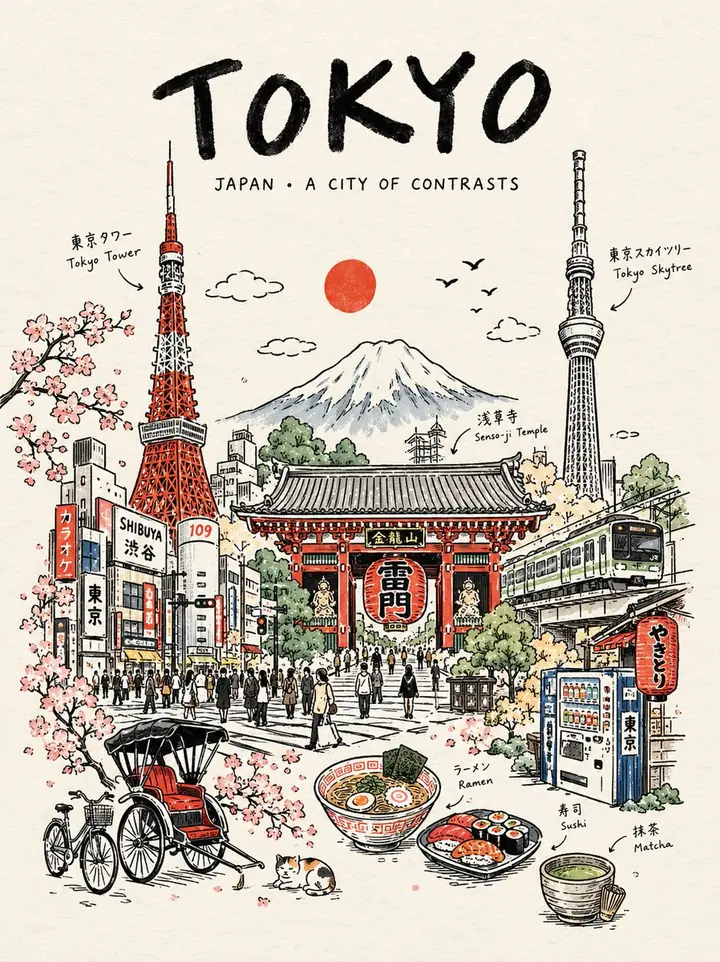 TOKYO
JAPAN • A CITY OF CONTRASTS
東京タワー
Tokyo Tower
東京スカイツリー
Tokyo Skytree
浅草寺
Senso-ji Temple
カラオケ
SHIBUYA
渋谷
109
東京
金龍山
雷門
やきとり
東京
ラーメン
Ramen
寿司
Sushi
抹茶
Matcha